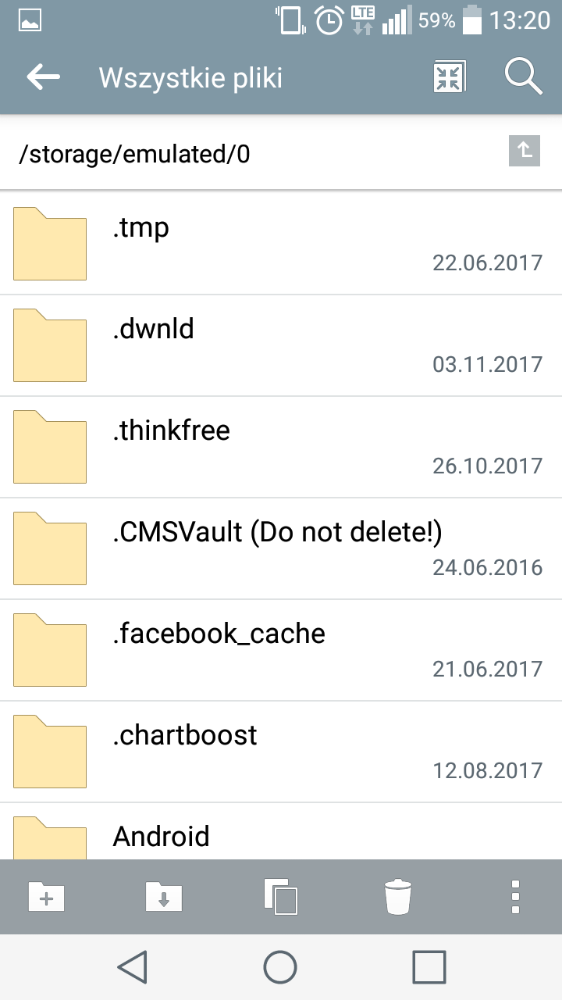 LTE 59% 13:20
Wszystkie pliki
/storage/emulated/0
.tmp
22.06.2017
.dwnld
03.11.2017
.thinkfree
26.10.2017
.CMSVault (Do not delete!)
24.06.2016
.facebook_cache
21.06.2017
.chartboost
12.08.2017
Android